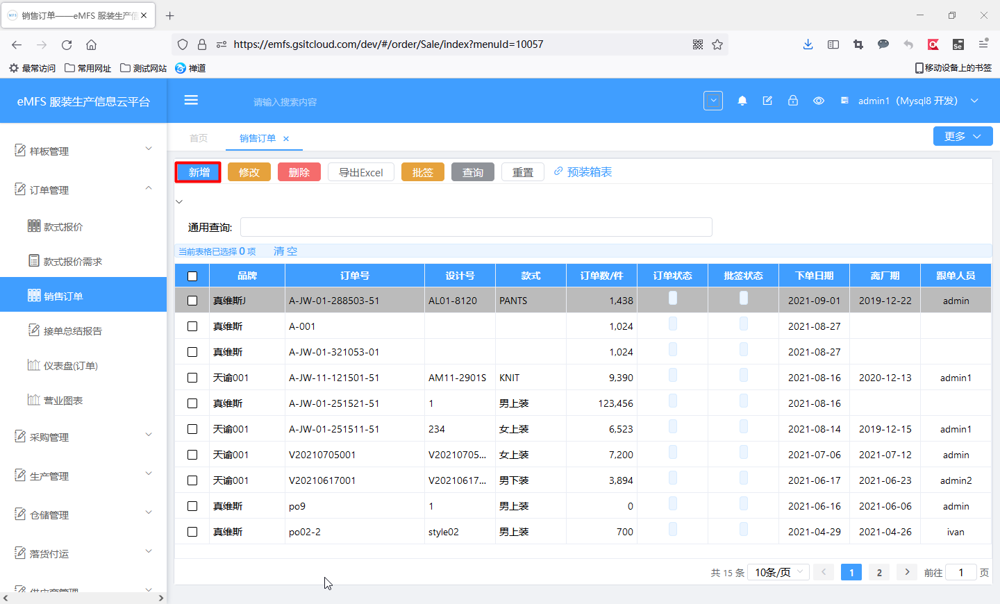 销售订单——eMFS 服装生产信
https://emfs.gsitcloud.com/dev/#/order/Sale/index?menuId=10057
最常访问 常用网址 测试网站 禅道 移动设备上的书签
eMFS 服装生产信息云平台 请输入搜索内容 admin1（Mysql8 开发）
首页 销售订单 更多
新增 修改 删除 导出Excel 批签 查询 重置 预装箱表
样板管理
订单管理
款式报价
款式报价需求
销售订单
接单总结报告
仪表盘(订单)
营业图表
采购管理
生产管理
仓储管理
落货付运
供应商管理
通用查询:
当前表格已选择 0 项 清 空
品牌 订单号 设计号 款式 订单数/件 订单状态 批签状态 下单日期 离厂期 跟单人员
真维斯J A-JW-01-288503-51 AL01-8120 PANTS 1,438 2021-09-01 2019-12-22 admin
真维斯 A-001 1,024 2021-08-27
真维斯 A-JW-01-321053-01 1,024 2021-08-27
天谕001 A-JW-11-121501-51 AM11-2901S KNIT 9,390 2021-08-16 2020-12-13 admin1
真维斯 A-JW-01-251521-51 1 男上装 123,456 2021-08-16
天谕001 A-JW-01-251511-51 234 女上装 6,523 2021-08-14 2019-12-15 admin1
天谕001 V20210705001 V20210705... 女上装 7,200 2021-07-06 2021-07-12 admin
天谕001 V20210617001 V20210617... 男下装 3,894 2021-06-17 2021-06-23 admin2
真维斯 po9 1 男上装 0 2021-06-16 2021-06-06 admin
真维斯 po02-2 style02 男上装 700 2021-04-29 2021-04-26 ivan
共 15 条 10条/页 1 2 前往 1 页